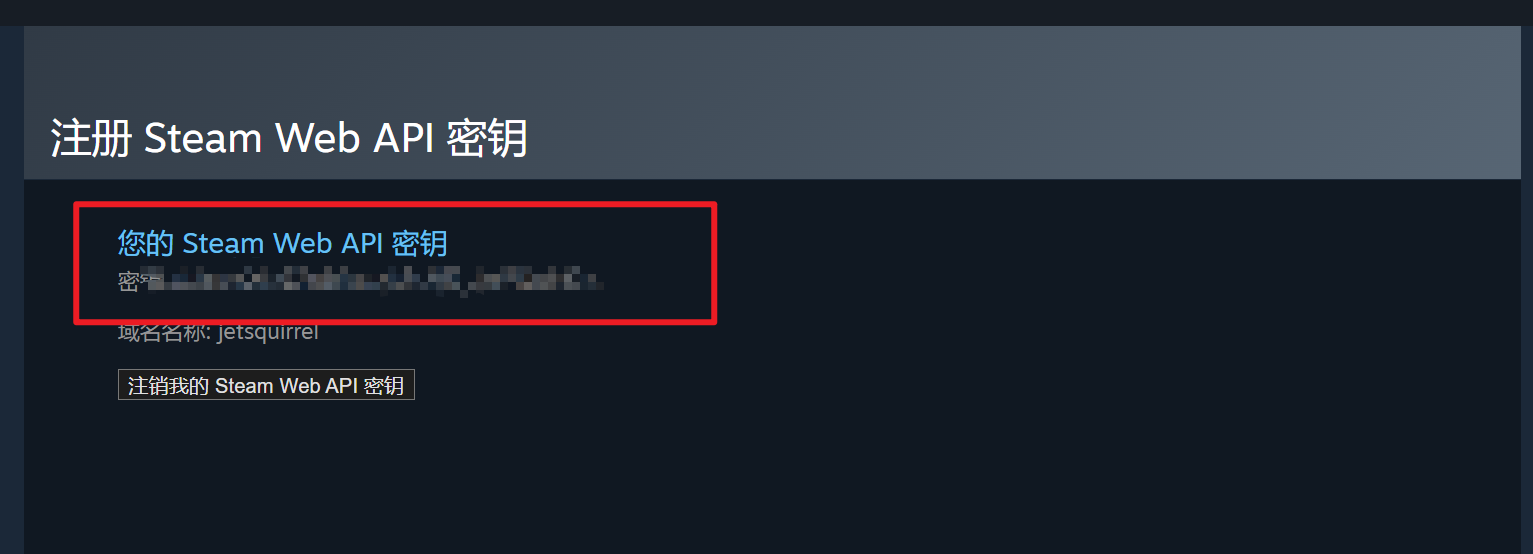 注册 Steam Web API 密钥
您的 Steam Web API 密钥
密
域名名称: jetsquirrel
注销我的 Steam Web API 密钥